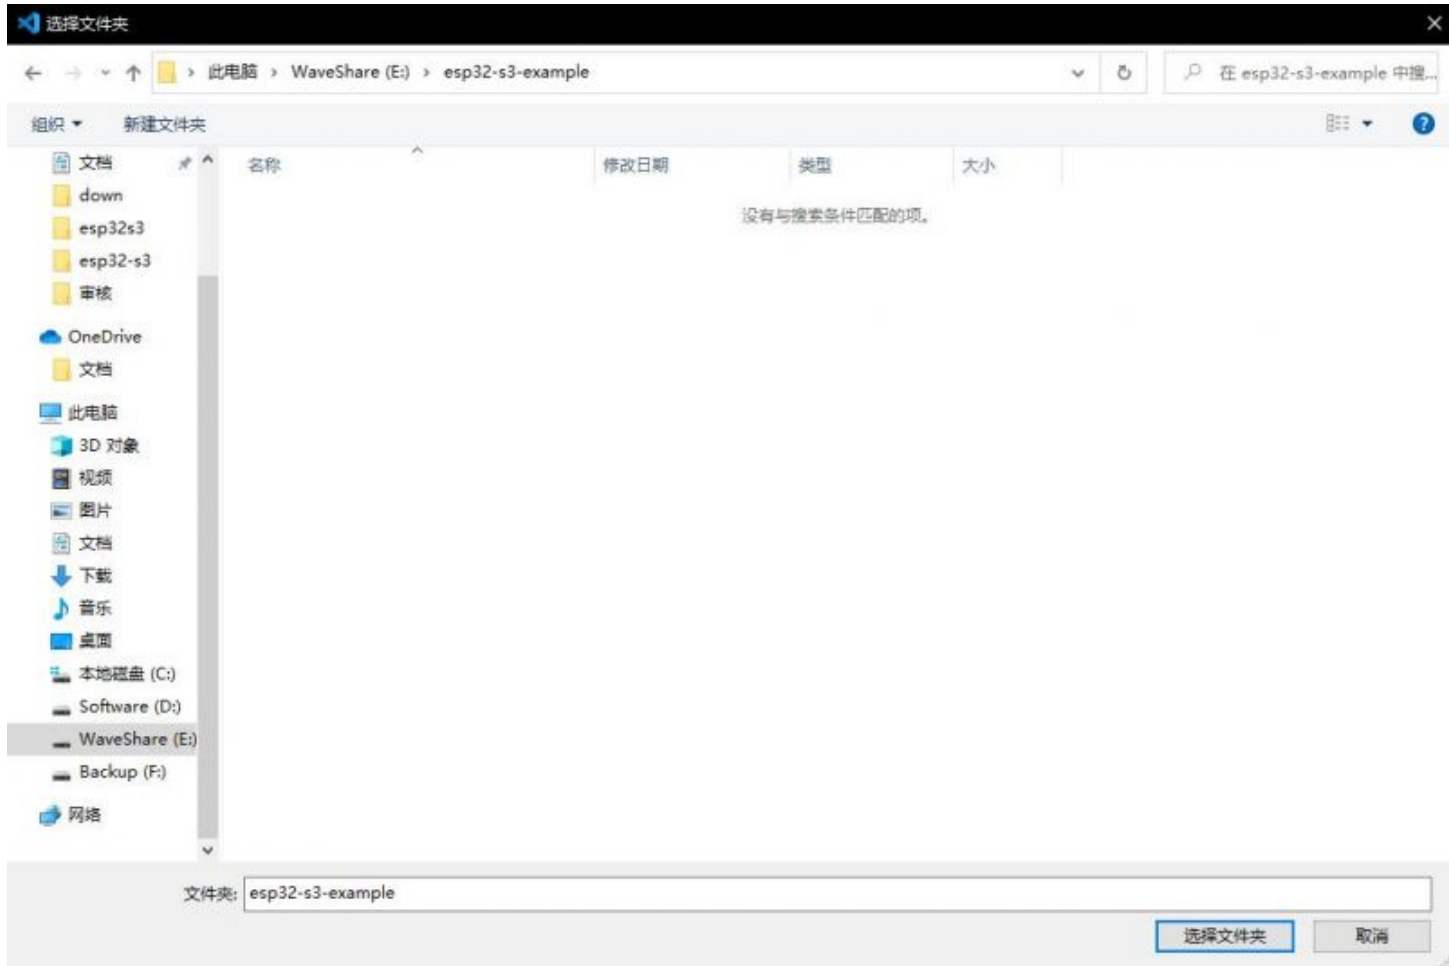 选择文件夹
此电脑 › WaveShare (E:) › esp32-s3-example
在 esp32-s3-example 中搜...
组织
新建文件夹
名称
修改日期
类型
大小
没有与搜索条件匹配的项。
文档
down
esp32s3
esp32-s3
审核
OneDrive
文档
此电脑
3D 对象
视频
图片
文档
下载
音乐
桌面
本地磁盘 (C:)
Software (D:)
WaveShare (E:)
Backup (F:)
网络
文件夹: esp32-s3-example
选择文件夹
取消